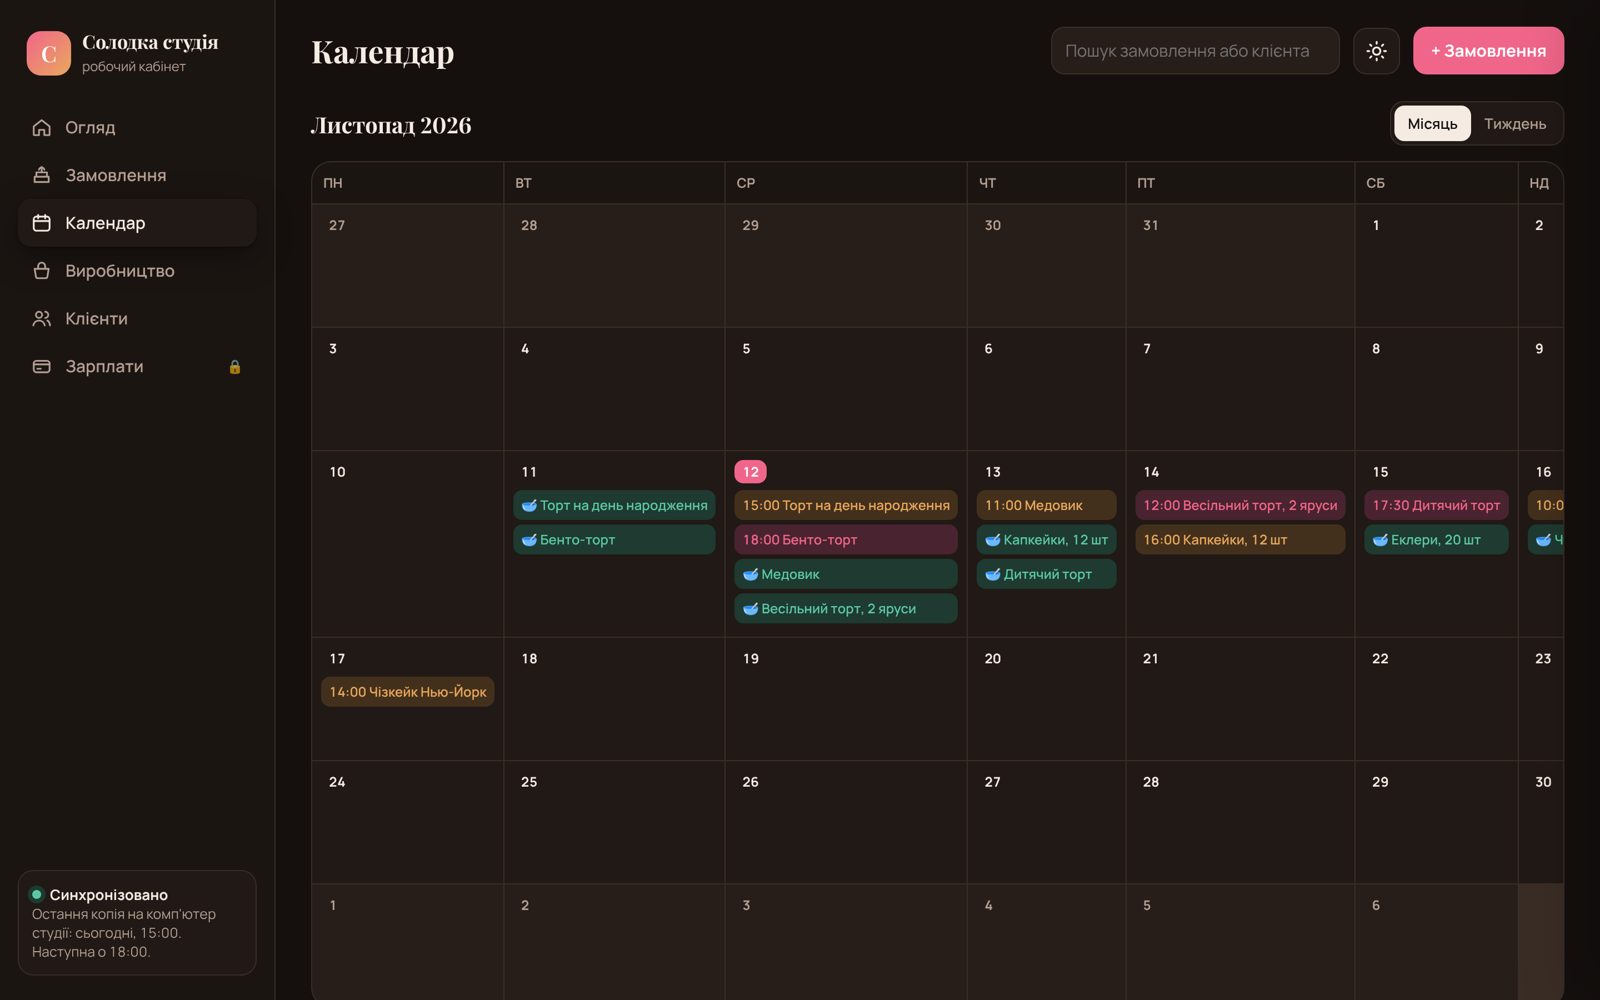 С
Солодка студія
робочий кабінет
Огляд
Замовлення
Календар
Виробництво
Клієнти
Зарплати
Синхронізовано
Остання копія на комп'ютер
студії: сьогодні, 15:00.
Наступна о 18:00.
Календар
Пошук замовлення або клієнта
+ Замовлення
Листопад 2026
Місяць
Тиждень
ПН ВТ СР ЧТ ПТ СБ НД
27 28 29 30 31 1 2
3 4 5 6 7 8 9
10
11
Торт на день народження
Бенто-торт
12
15:00 Торт на день народження
18:00 Бенто-торт
Медовик
Весільний торт, 2 яруси
13
11:00 Медовик
Капкейки, 12 шт
Дитячий торт
14
12:00 Весільний торт, 2 яруси
16:00 Капкейки, 12 шт
15
17:30 Дитячий торт
Еклери, 20 шт
16
17
14:00 Чізкейк Нью-Йорк
18 19 20 21 22 23
24 25 26 27 28 29 30
1 2 3 4 5 6